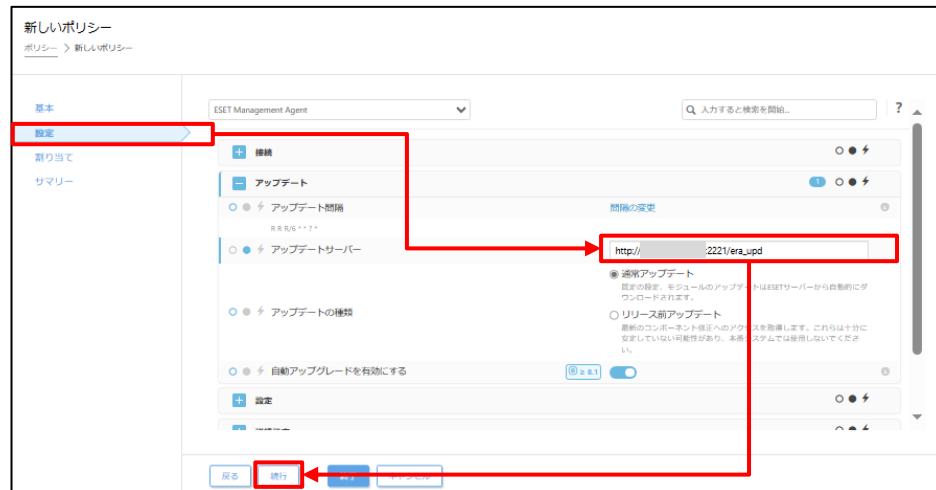 新しいポリシー
ポリシー > 新しいポリシー
基本
設定
割り当て
サマリー
ESET Management Agent
入力すると検索を開始...
?
接続
アップデート
1
アップデート間隔
間隔の変更
R R R/6 * * ? *
アップデートサーバー
http:// :2221/era_upd
アップデートの種類
通常アップデート
既定の設定。モジュールのアップデートはESETサーバーから自動的にダ
ウンロードされます。
リリース前アップデート
最新のコンポーネント修正へのアクセスを取得します。これらは十分に
安定していない可能性があり、本番システムでは使用しないでくださ
い。
自動アップグレードを有効にする
≥ 8.1
設定
戻る
続行
キャンセル